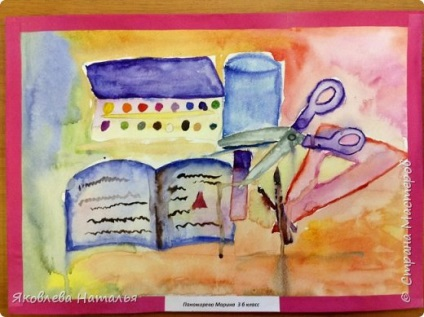 © Страна Мастеров
Яковлева Наталья
Пономарева Марина 3 б класс